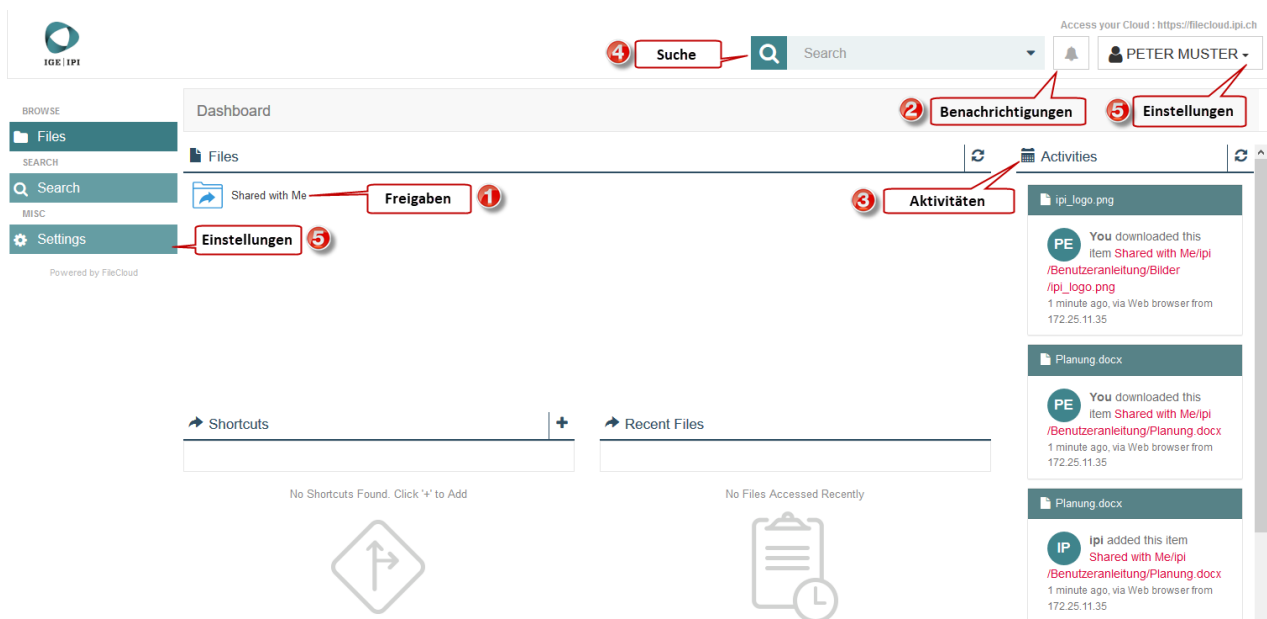 Access your Cloud : https://filecloud.ipi.ch
IGE|IPI
4 Suche
Search
PETER MUSTER
2 Benachrichtigungen
5 Einstellungen
BROWSE
Files
SEARCH
Search
MISC
Settings
5 Einstellungen
Powered by FileCloud
Dashboard
Files
Shared with Me
Freigaben 1
3 Aktivitäten
Shortcuts
+
No Shortcuts Found. Click '+' to Add
Recent Files
No Files Accessed Recently
Activities
ipi_logo.png
PE
You downloaded this
item Shared with Me/ipi
/Benutzeranleitung/Bilder
/ipi_logo.png
1 minute ago, via Web browser from
172.25.11.35
Planung.docx
PE
You downloaded this
item Shared with Me/ipi
/Benutzeranleitung/Planung.docx
1 minute ago, via Web browser from
172.25.11.35
Planung.docx
IP
ipi added this item
Shared with Me/ipi
/Benutzeranleitung/Planung.docx
1 minute ago, via Web browser from
172.25.11.35